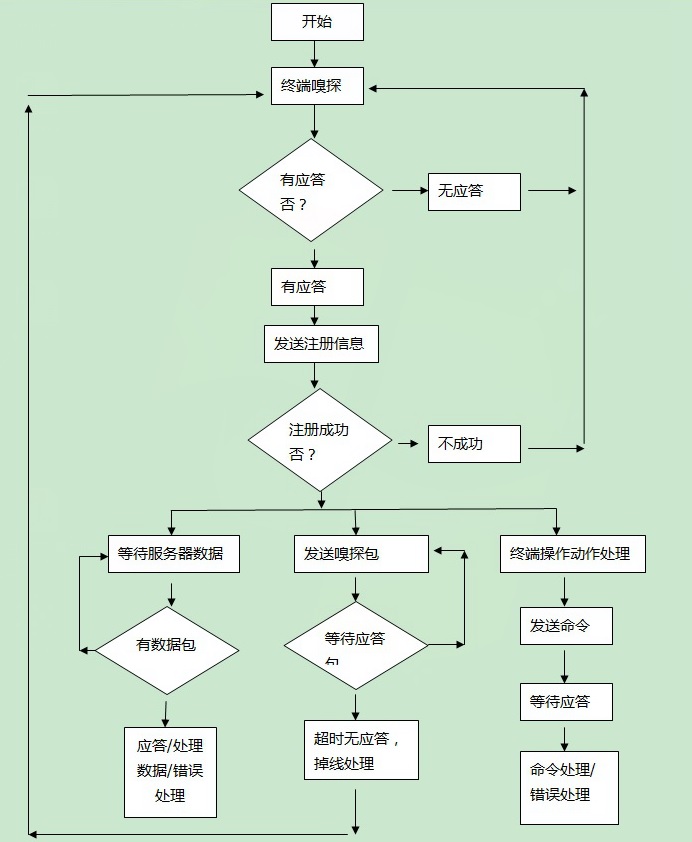 开始
终端嗅探
有应答
否？
无应答
有应答
发送注册信息
注册成功
否？
不成功
等待服务器数据
发送嗅探包
终端操作动作处理
有数据包
等待应答
包
发送命令
等待应答
应答/处理
数据/错误
处理
超时无应答，
掉线处理
命令处理/
错误处理